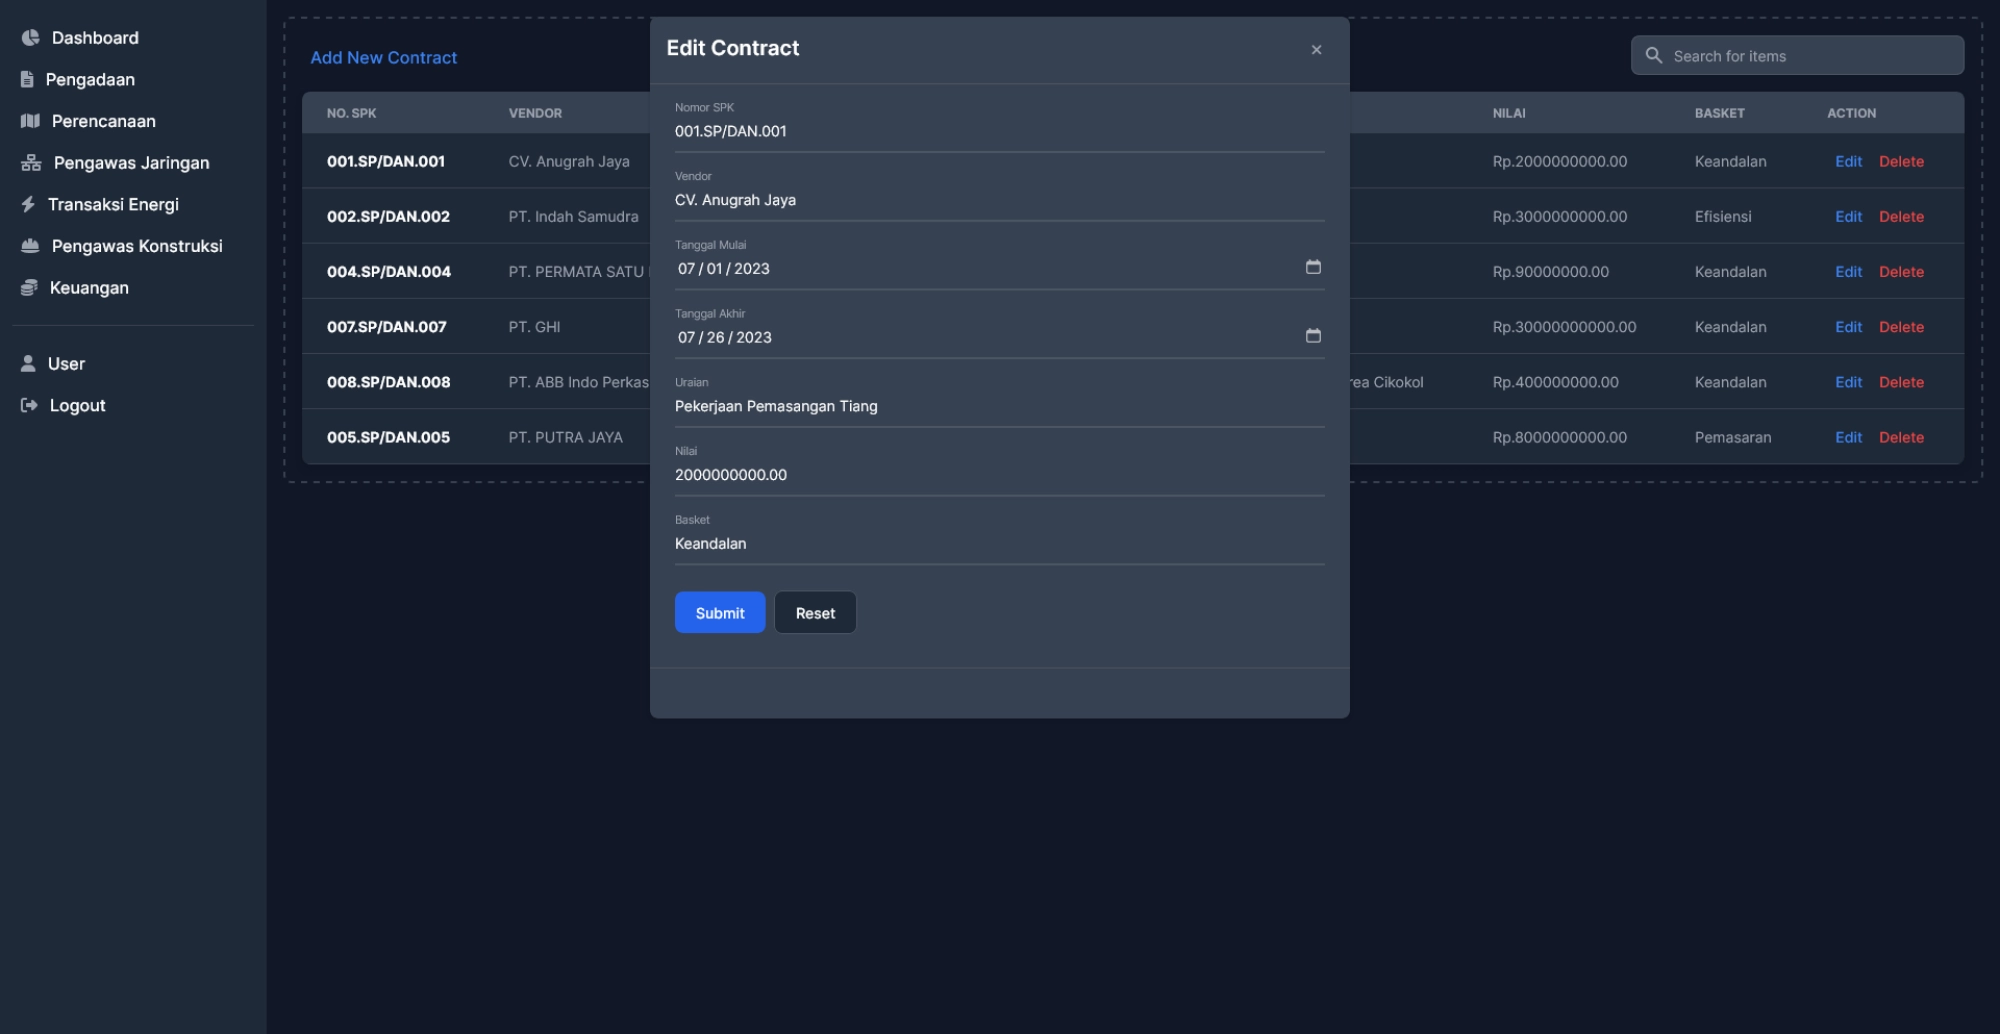 Dashboard
Pengadaan
Perencanaan
Pengawas Jaringan
Transaksi Energi
Pengawas Konstruksi
Keuangan
User
Logout
Add New Contract
Search for items
NO. SPK VENDOR NILAI BASKET ACTION
001.SP/DAN.001 CV. Anugrah Jaya Rp.2000000000.00 Keandalan Edit Delete
002.SP/DAN.002 PT. Indah Samudra Rp.3000000000.00 Efisiensi Edit Delete
004.SP/DAN.004 PT. PERMATA SATU Rp.90000000.00 Keandalan Edit Delete
007.SP/DAN.007 PT. GHI Rp.30000000000.00 Keandalan Edit Delete
008.SP/DAN.008 PT. ABB Indo Perkas rea Cikokol Rp.400000000.00 Keandalan Edit Delete
005.SP/DAN.005 PT. PUTRA JAYA Rp.8000000000.00 Pemasaran Edit Delete
Edit Contract
Nomor SPK
001.SP/DAN.001
Vendor
CV. Anugrah Jaya
Tanggal Mulai
07 / 01 / 2023
Tanggal Akhir
07 / 26 / 2023
Uraian
Pekerjaan Pemasangan Tiang
Nilai
2000000000.00
Basket
Keandalan
Submit
Reset